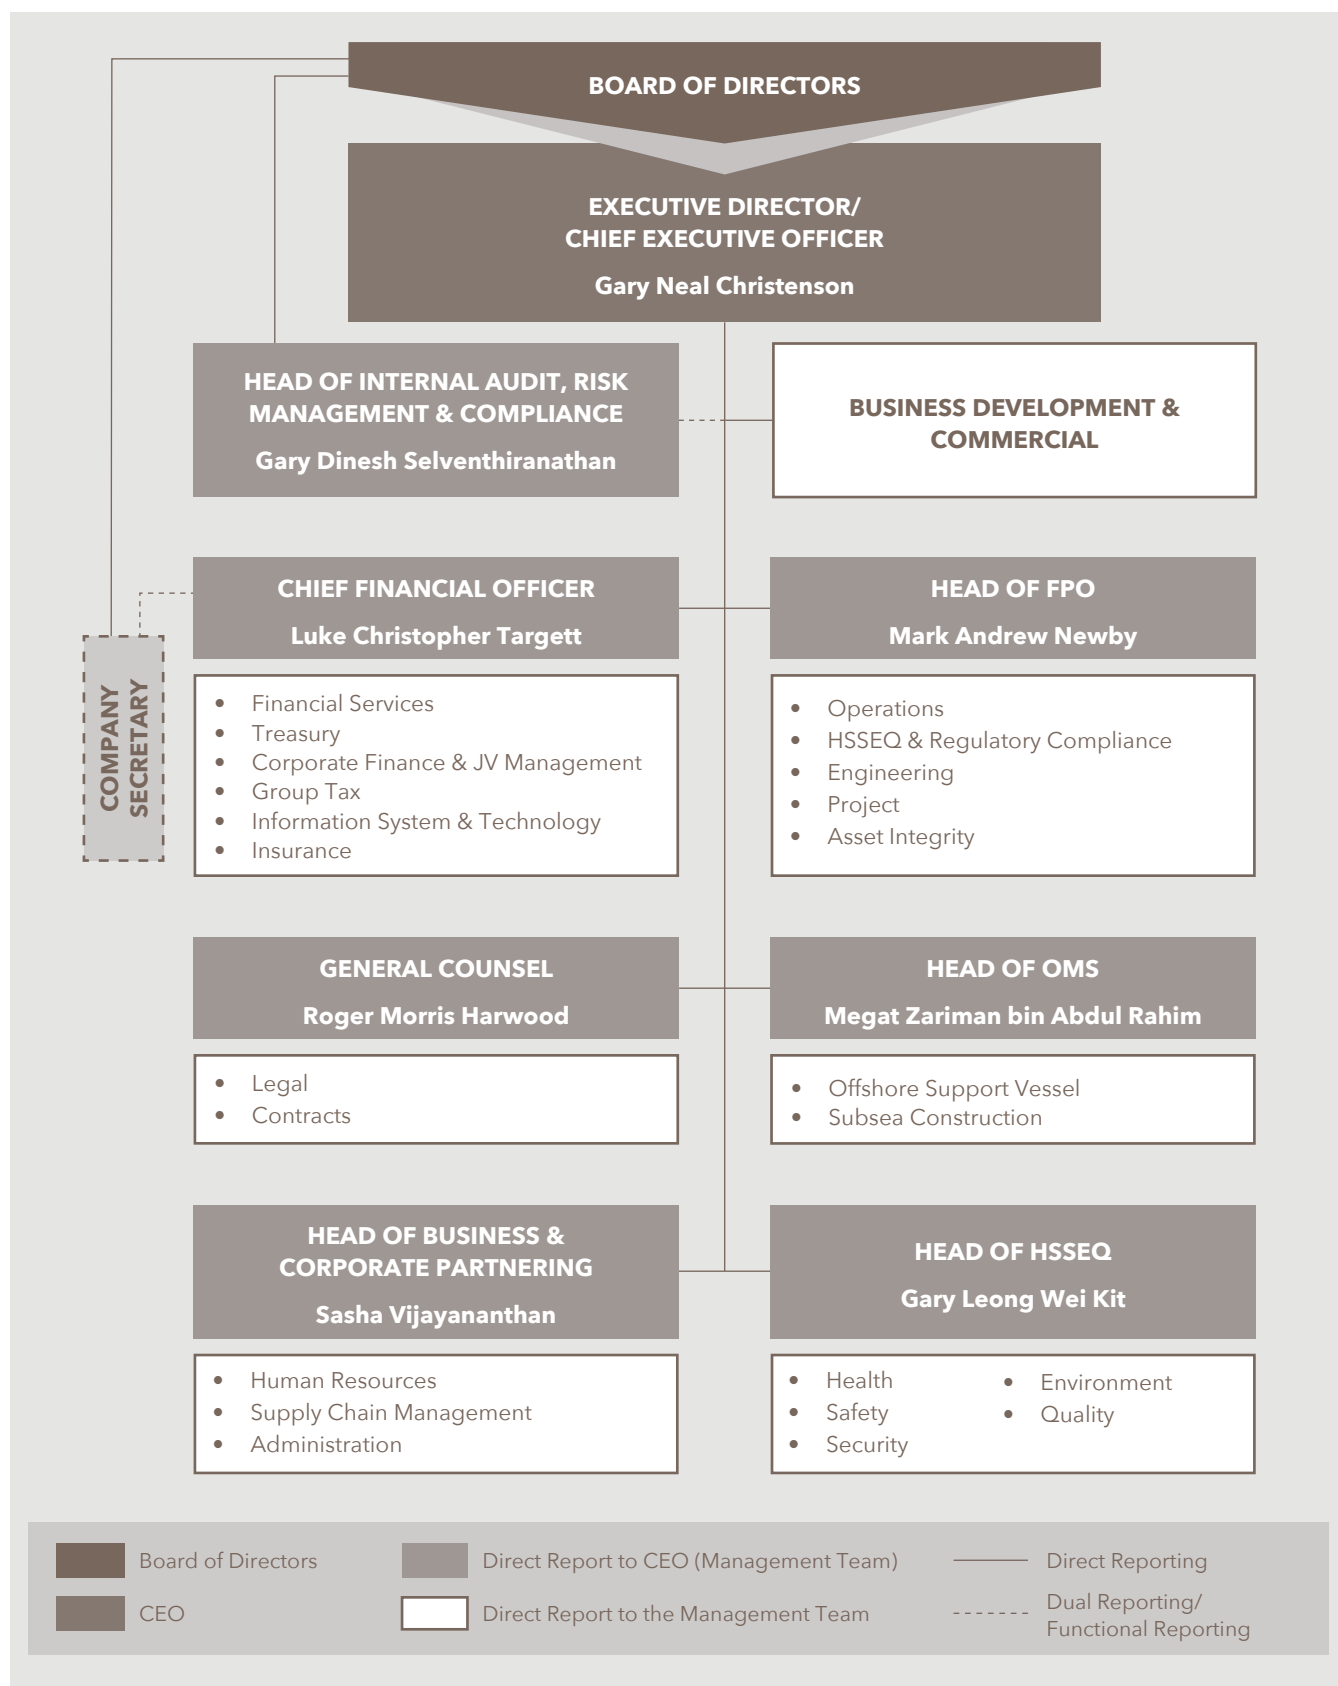 BOARD OF DIRECTORS
EXECUTIVE DIRECTOR/
CHIEF EXECUTIVE OFFICER
Gary Neal Christenson
HEAD OF INTERNAL AUDIT, RISK
MANAGEMENT & COMPLIANCE
Gary Dinesh Selventhiranathan
BUSINESS DEVELOPMENT &
COMMERCIAL
CHIEF FINANCIAL OFFICER
Luke Christopher Targett
• Financial Services
• Treasury
• Corporate Finance & JV Management
• Group Tax
• Information System & Technology
• Insurance
HEAD OF FPO
Mark Andrew Newby
• Operations
• HSSEQ & Regulatory Compliance
• Engineering
• Project
• Asset Integrity
COMPANY
SECRETARY
GENERAL COUNSEL
Roger Morris Harwood
• Legal
• Contracts
HEAD OF OMS
Megat Zariman bin Abdul Rahim
• Offshore Support Vessel
• Subsea Construction
HEAD OF BUSINESS &
CORPORATE PARTNERING
Sasha Vijayananthan
• Human Resources
• Supply Chain Management
• Administration
HEAD OF HSSEQ
Gary Leong Wei Kit
• Health
• Safety
• Security
• Environment
• Quality
Board of Directors
CEO
Direct Report to CEO (Management Team)
Direct Report to the Management Team
Direct Reporting
Dual Reporting/
Functional Reporting